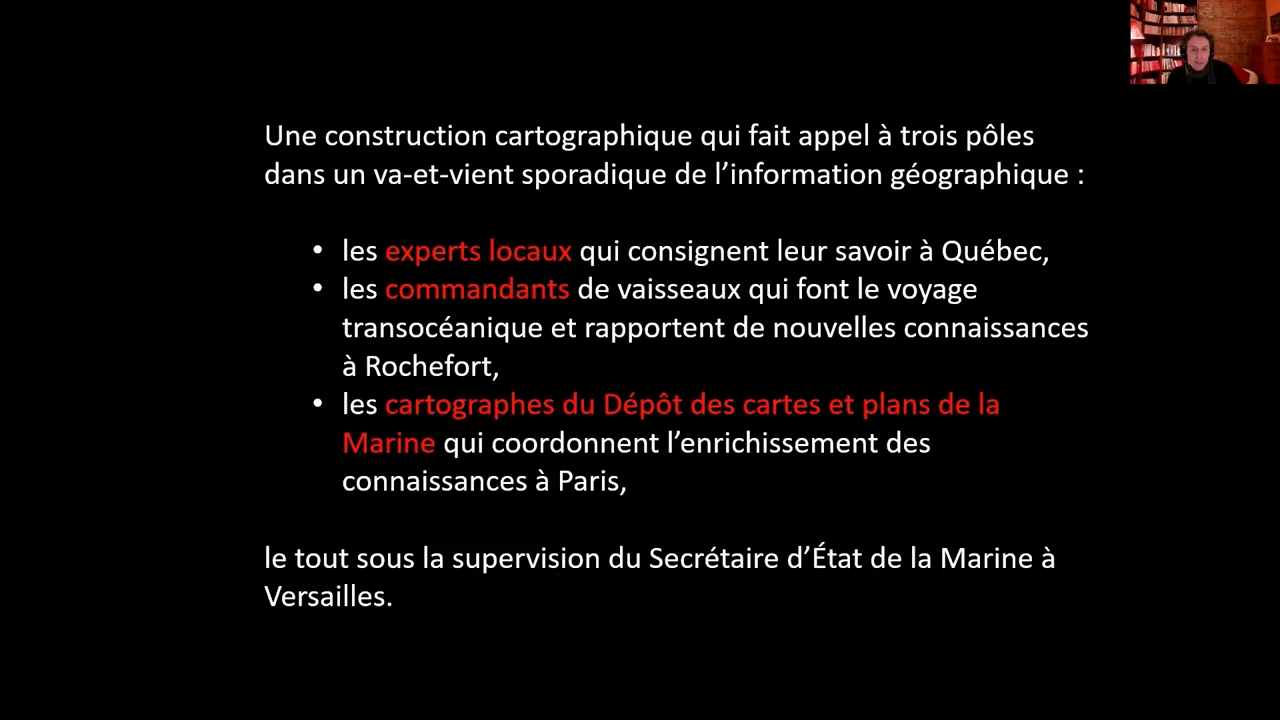 Une construction cartographique qui fait appel à trois pôles
dans un va-et-vient sporadique de l’information géographique :
• les experts locaux qui consignent leur savoir à Québec,
• les commandants de vaisseaux qui font le voyage
transocéanique et rapportent de nouvelles connaissances
à Rochefort,
• les cartographes du Dépôt des cartes et plans de la
Marine qui coordonnent l’enrichissement des
connaissances à Paris,
le tout sous la supervision du Secrétaire d’État de la Marine à
Versailles.